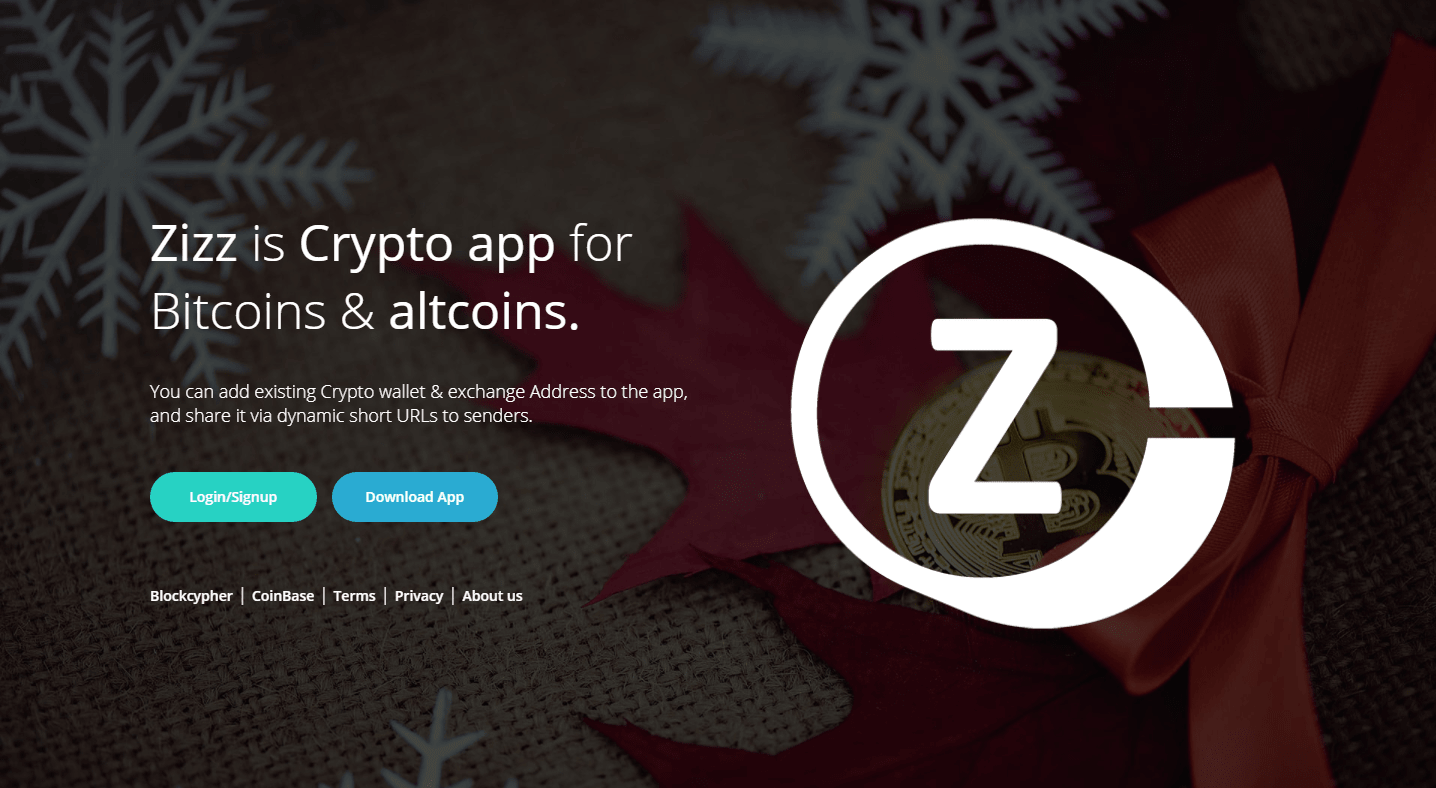 Zizz is Crypto app for
Bitcoins & altcoins.
You can add existing Crypto wallet & exchange Address to the app,
and share it via dynamic short URLs to senders.
Login/Signup
Download App
Blockcypher | CoinBase | Terms | Privacy | About us
Z